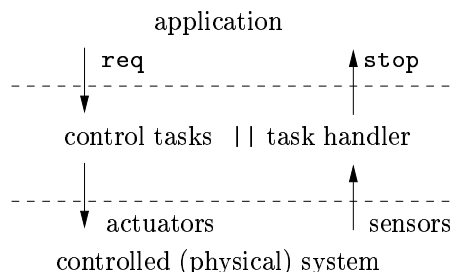 application
req stop
control tasks || task handler
actuators sensors
controlled (physical) system